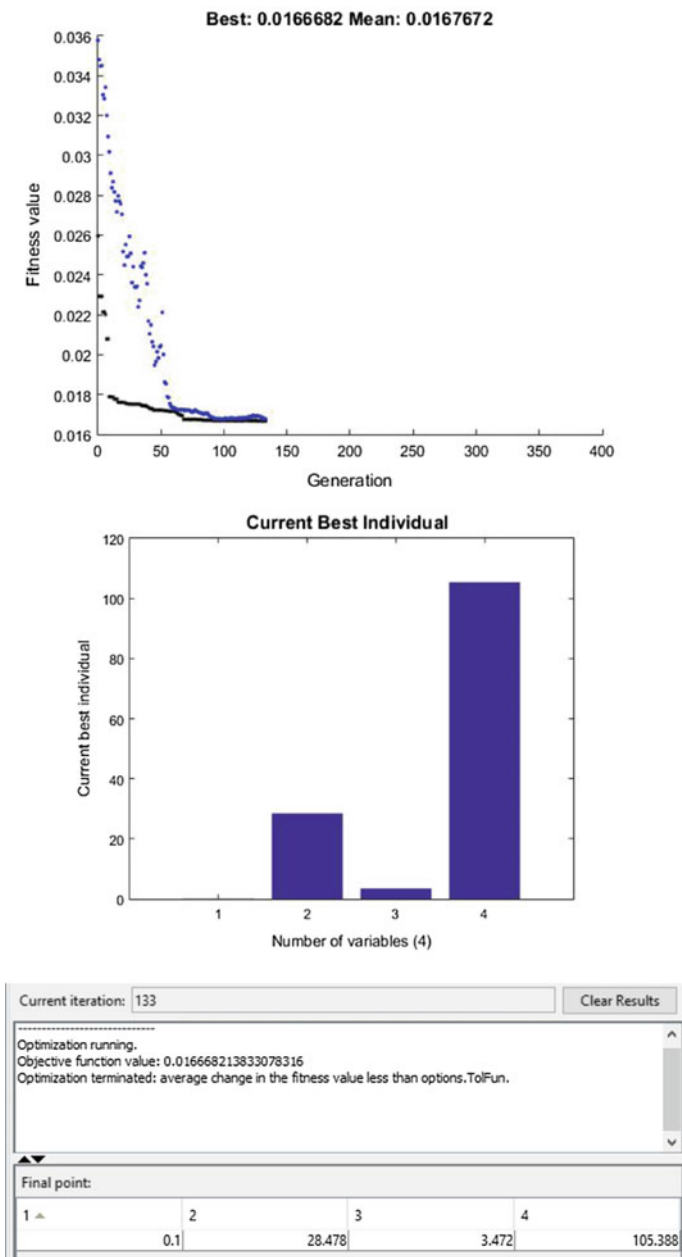 Best: 0.0166682 Mean: 0.0167672
0.036
0.034
0.032
0.03
0.028
0.026
0.024
0.022
0.02
0.018
0.016
Fitness value
0 50 100 150 200 250 300 350 400
Generation
Current Best Individual
120
100
80
60
40
20
0
Current best individual
1 2 3 4
Number of variables (4)
Current iteration: 133 Clear Results
Optimization running.
Objective function value: 0.016668213833078316
Optimization terminated: average change in the fitness value less than options.TolFun.
Final point:
1 2 3 4
0.1 28.478 3.472 105.388